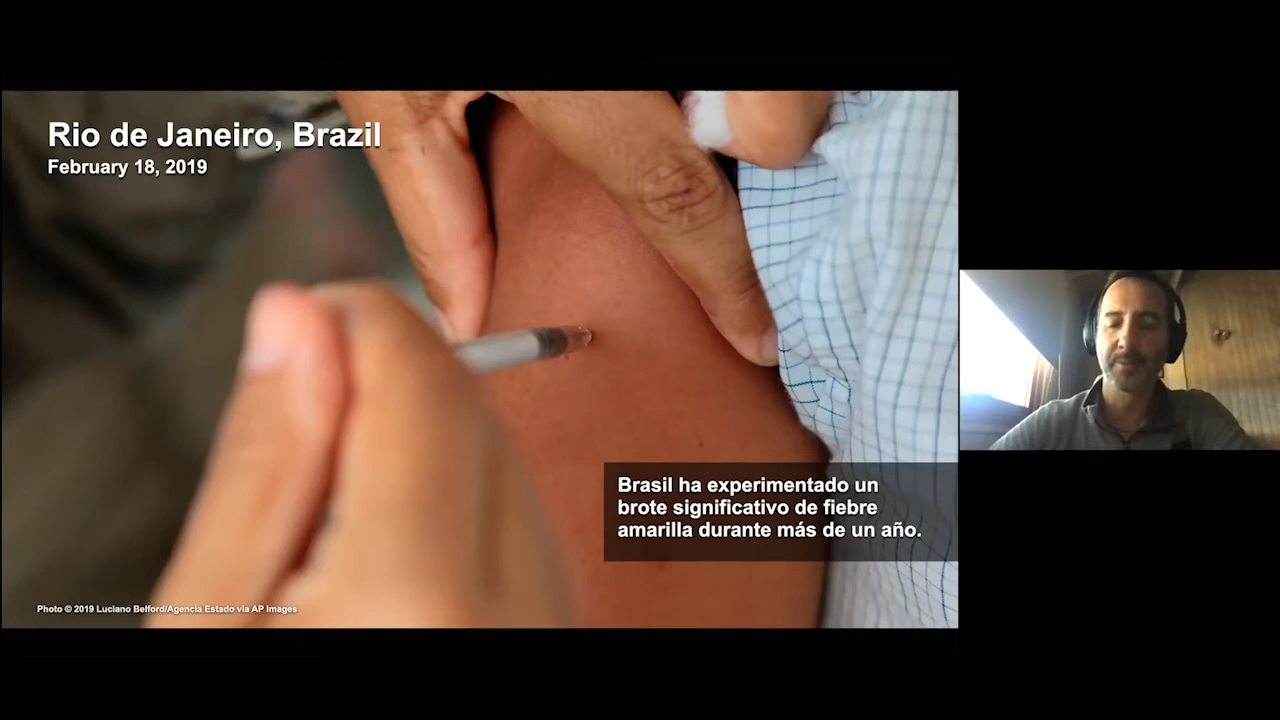 Rio de Janeiro, Brazil
February 18, 2019
Brasil ha experimentado un
brote significativo de fiebre
amarilla durante más de un año.
Photo © 2019 Luciano Belford/Agencia Estado via AP Images